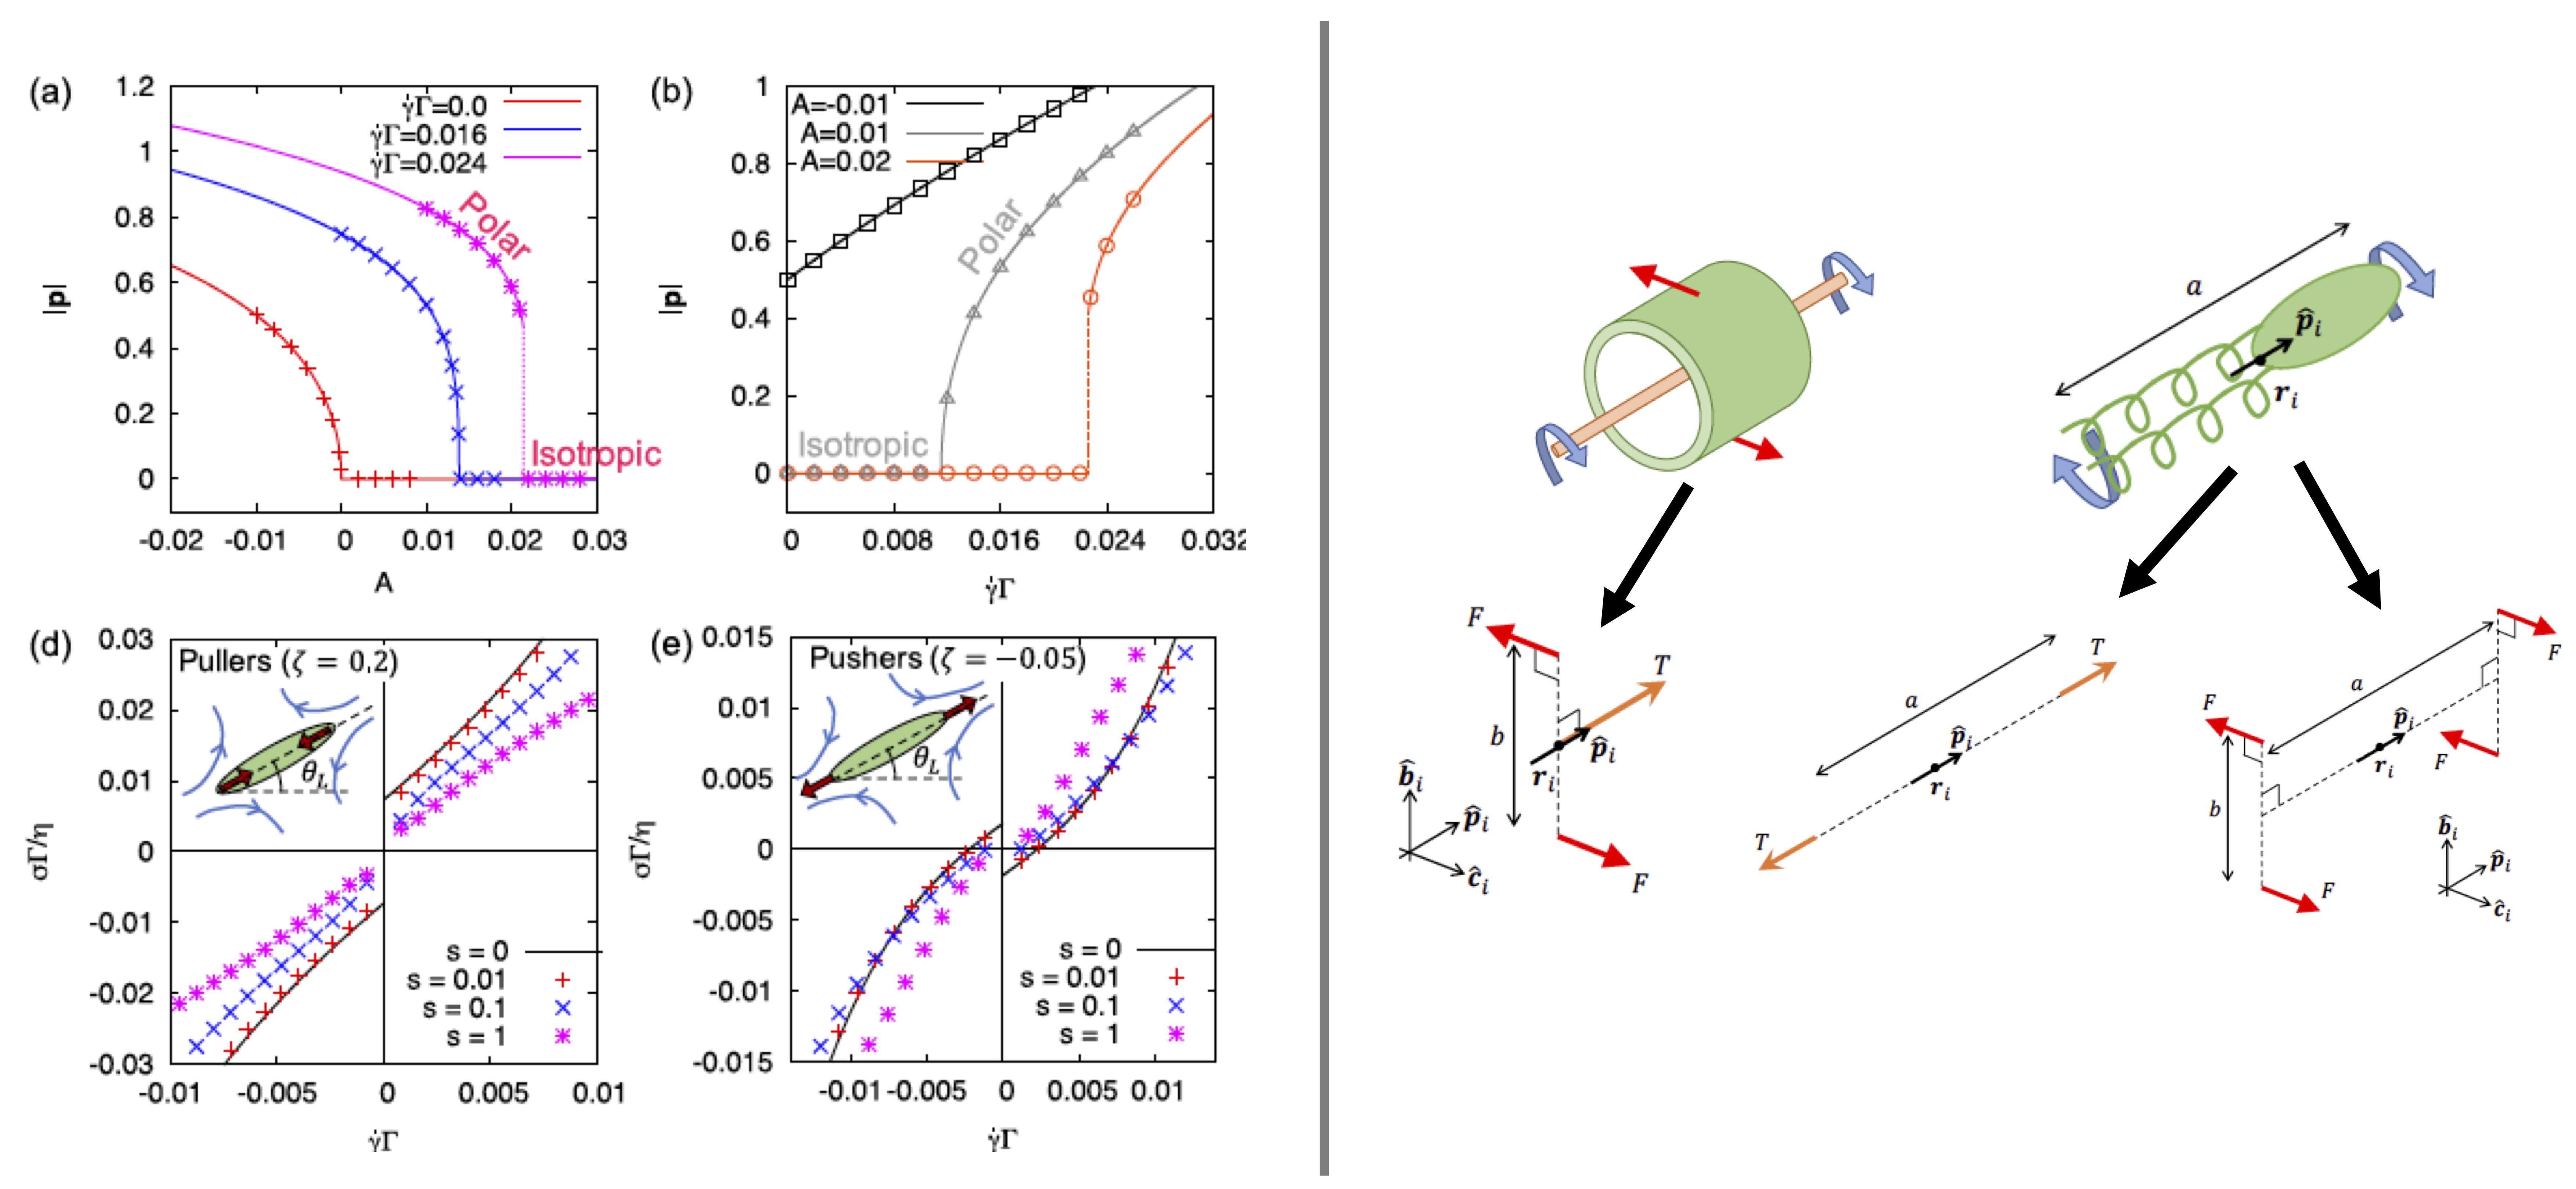 (a)
1.2
1
0.8
0.6
0.4
0.2
0
|p|
γ̇Γ=0.0
γ̇Γ=0.016
γ̇Γ=0.024
Polar
Isotropic
-0.02 -0.01 0 0.01 0.02 0.03
A
(b)
1
0.8
0.6
0.4
0.2
0
|p|
A=-0.01
A=0.01
A=0.02
Polar
Isotropic
0 0.008 0.016 0.024 0.032
γ̇Γ
(d)
0.03
0.02
0.01
0
-0.01
-0.02
-0.03
σΓ/η
Pullers (ζ = 0.2)
θL
s = 0
s = 0.01
s = 0.1
s = 1
-0.01 -0.005 0 0.005 0.01
γ̇Γ
(e)
0.015
0.01
0.005
0
-0.005
-0.01
-0.015
σΓ/η
Pushers (ζ = −0.05)
θL
s = 0
s = 0.01
s = 0.1
s = 1
-0.01 -0.005 0 0.005 0.01
γ̇Γ
a
p̂i
ri
F
T
b
p̂i
ri
F
b̂i
p̂i
ĉi
a
T
p̂i
ri
T
a
F
F
p̂i
ri
F
b
F
b̂i
p̂i
ĉi